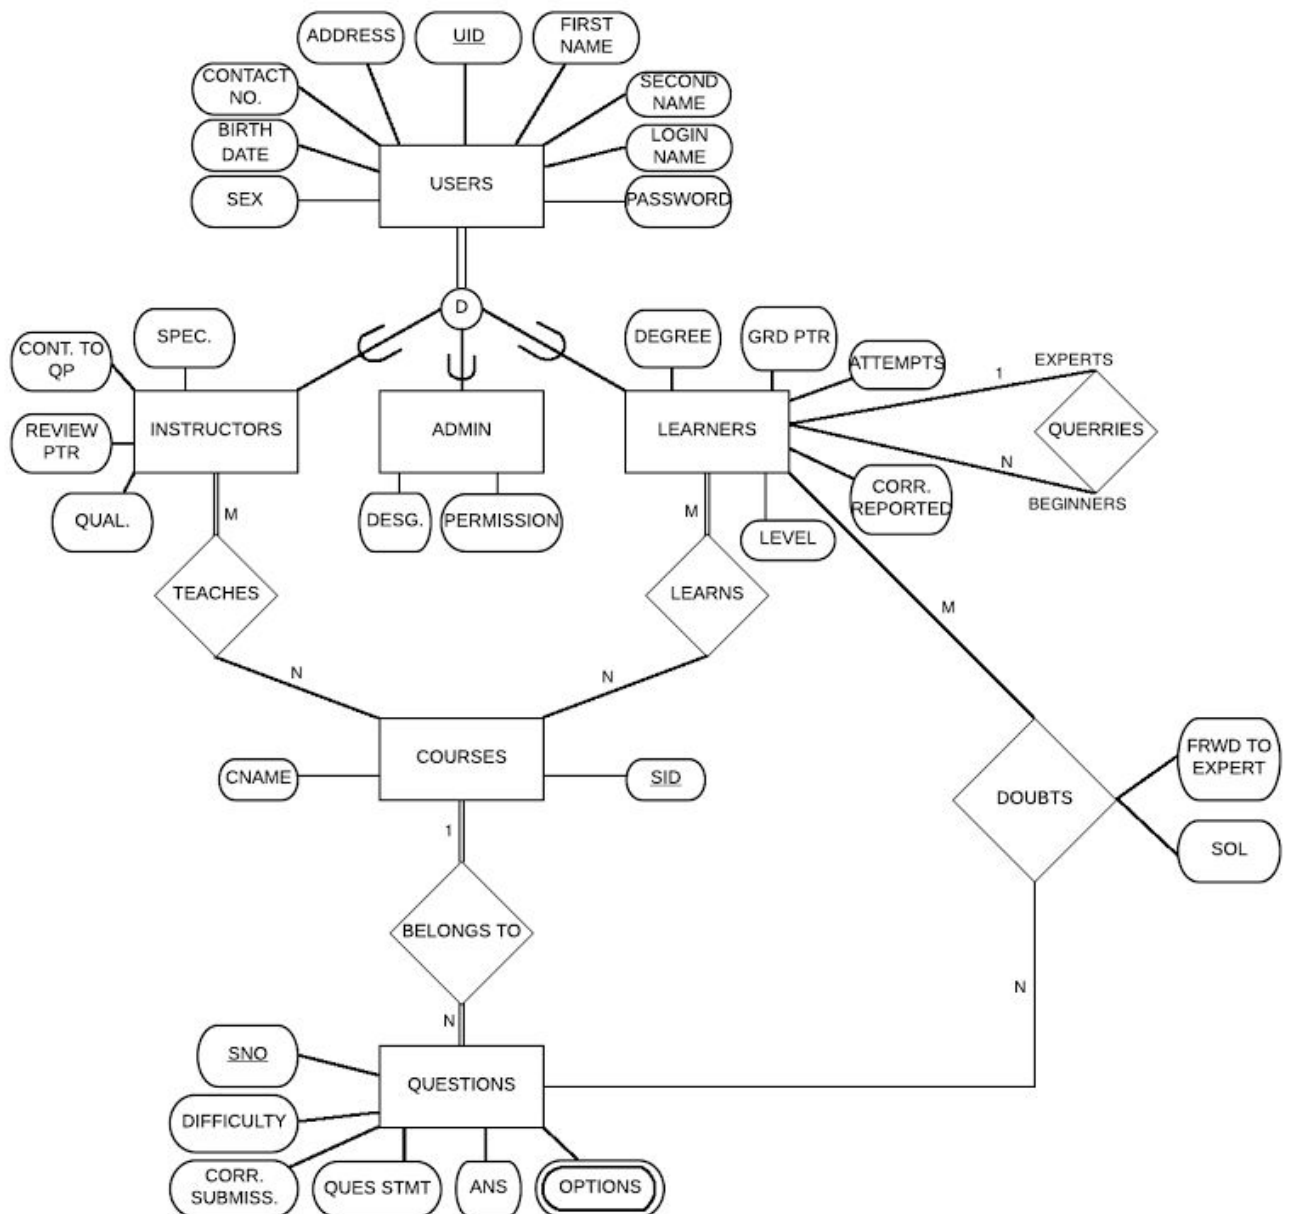 ADDRESS
UID
FIRST
NAME
CONTACT
NO.
SECOND
NAME
BIRTH
DATE
LOGIN
NAME
SEX
USERS
PASSWORD
D
CONT. TO
QP
SPEC.
DEGREE
GRD PTR
ATTEMPTS
EXPERTS
1
REVIEW
PTR
INSTRUCTORS
ADMIN
LEARNERS
QUERRIES
N
BEGINNERS
QUAL.
M
DESG.
PERMISSION
M
LEVEL
CORR.
REPORTED
TEACHES
LEARNS
M
N
N
CNAME
COURSES
SID
DOUBTS
FRWD TO
EXPERT
SOL
1
BELONGS TO
N
N
SNO
QUESTIONS
DIFFICULTY
CORR.
SUBMISS.
QUES STMT
ANS
OPTIONS